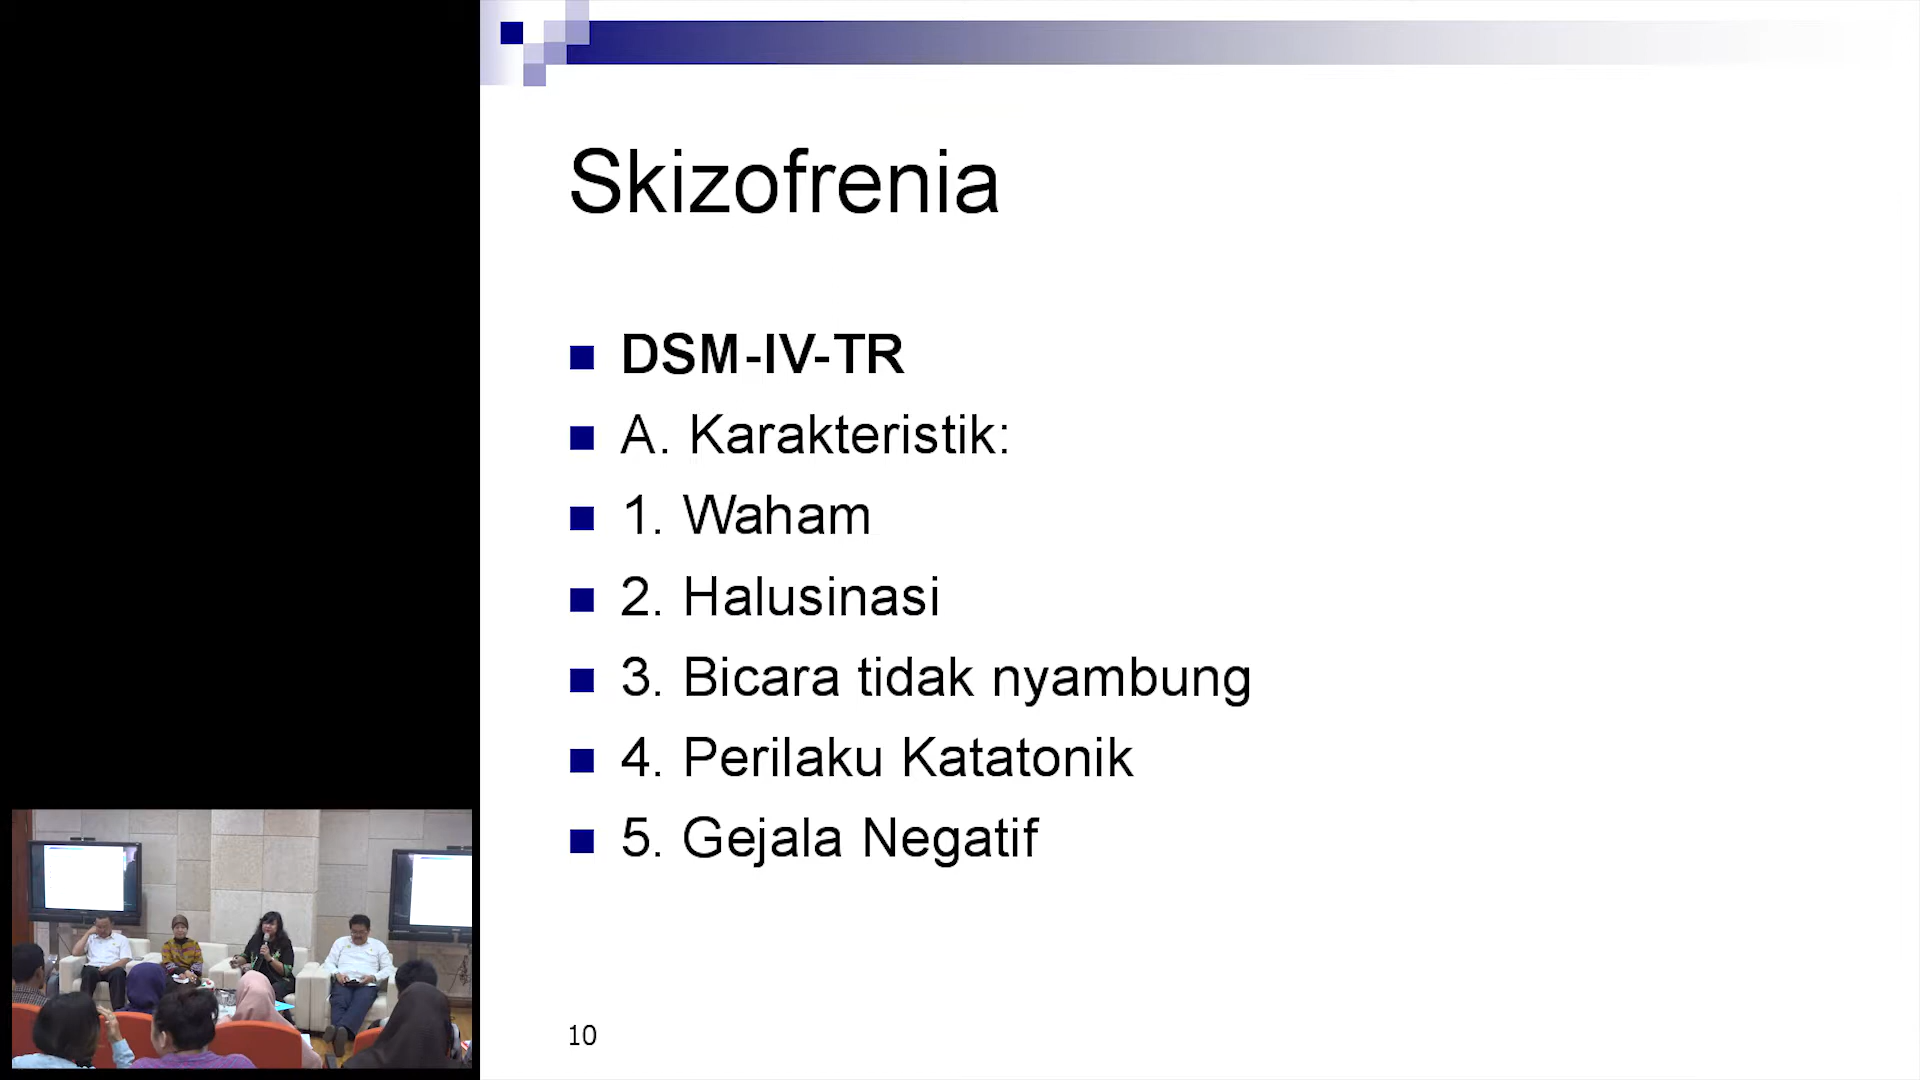 Skizofrenia
DSM-IV-TR
A. Karakteristik:
1. Waham
2. Halusinasi
3. Bicara tidak nyambung
4. Perilaku Katatonik
5. Gejala Negatif
10